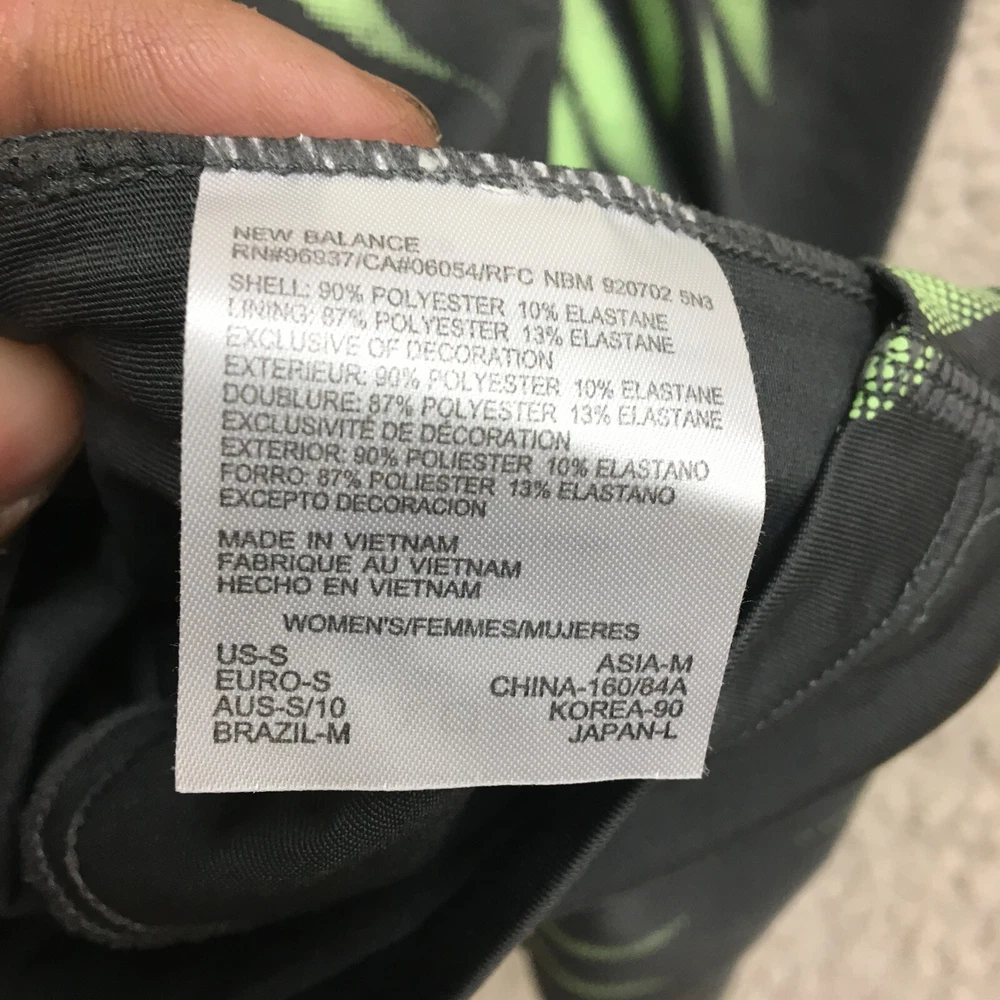 NEW BALANCE
RN#96937/CA#06054/RFC NBM 920702 5N3
SHELL: 90% POLYESTER 10% ELASTANE
LINING: 87% POLYESTER 13% ELASTANE
EXCLUSIVE OF DECORATION
EXTERIEUR: 90% POLYESTER 10% ELASTANE
DOUBLURE: 87% POLYESTER 13% ELASTANE
EXCLUSIVITÉ DE DÉCORATION
EXTERIOR: 90% POLIESTER 10% ELASTANO
FORRO: 87% POLIESTER 13% ELASTANO
EXCEPTO DECORACION
MADE IN VIETNAM
FABRIQUE AU VIETNAM
HECHO EN VIETNAM
WOMEN'S/FEMMES/MUJERES
US-S ASIA-M
EURO-S CHINA-160/84A
AUS-S/10 KOREA-90
BRAZIL-M JAPAN-L